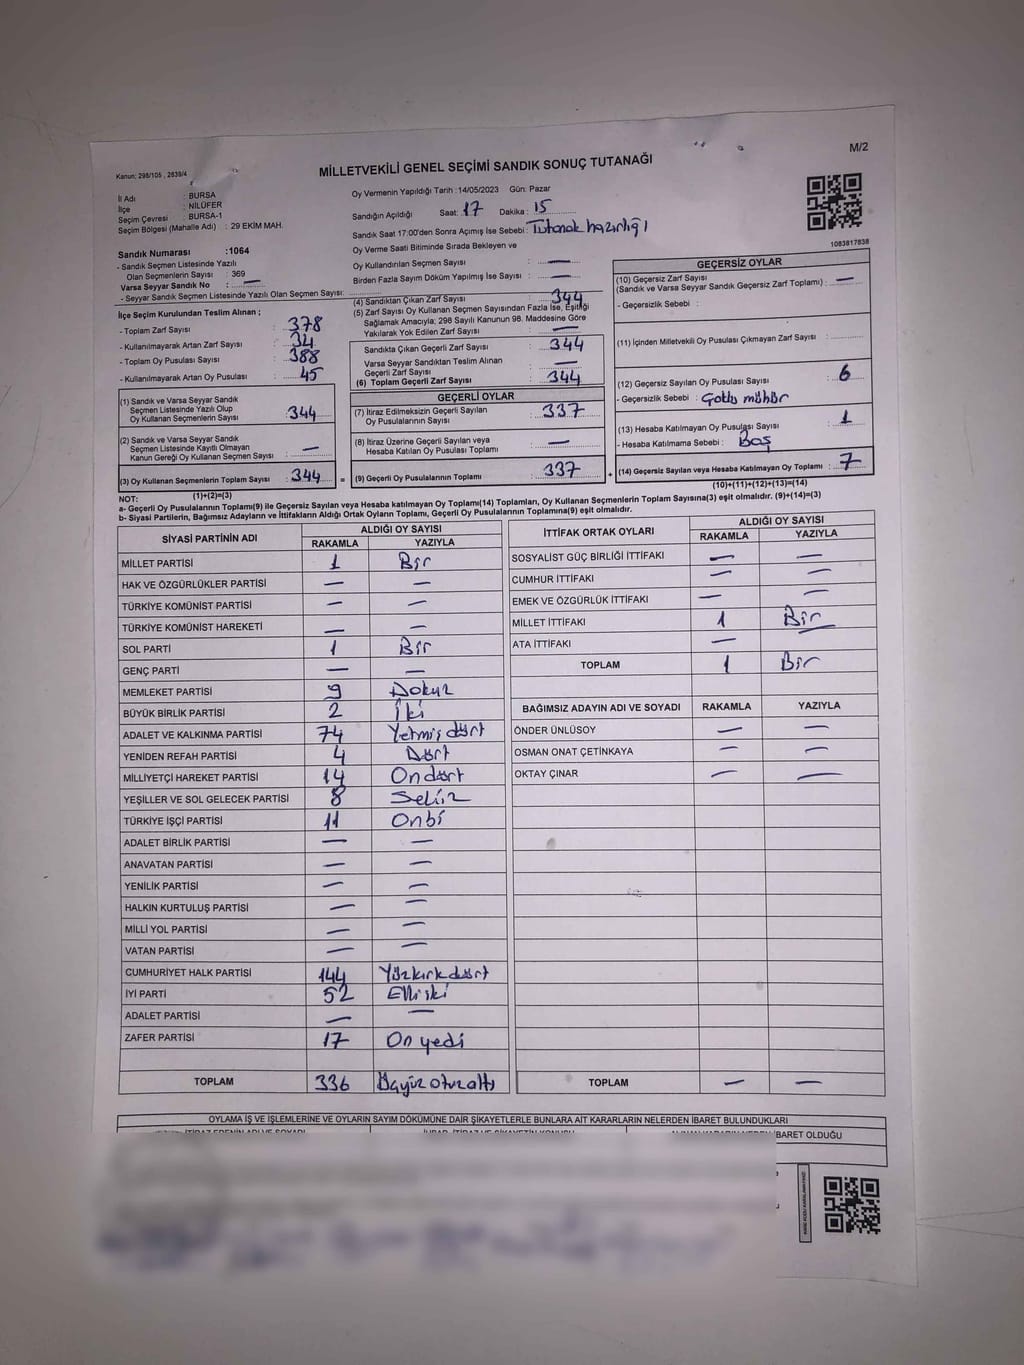 M/2
Kanun: 298/105 , 2839/4
MİLLETVEKİLİ GENEL SEÇİMİ SANDIK SONUÇ TUTANAĞI
İl Adı : BURSA
İlçe : NİLÜFER
Seçim Çevresi : BURSA-1
Seçim Bölgesi (Mahalle Adı) : 29 EKİM MAH.
Sandık Numarası :1064
- Sandık Seçmen Listesinde Yazılı
Olan Seçmenlerin Sayısı : 369
Varsa Seyyar Sandık No : —
- Seyyar Sandık Seçmen Listesinde Yazılı Olan Seçmen Sayısı:
Oy Vermenin Yapıldığı Tarih :14/05/2023 Gün: Pazar
Sandığın Açıldığı Saat: 17 Dakika : 15
Sandık Saat 17:00'den Sonra Açılmış İse Sebebi : Tutanak hazırlığı
Oy Verme Saati Bitiminde Sırada Bekleyen ve
Oy Kullandırılan Seçmen Sayısı : —
Birden Fazla Sayım Döküm Yapılmış İse Sayısı : —
1083817838
İlçe Seçim Kurulundan Teslim Alınan ;
- Toplam Zarf Sayısı : 378
- Kullanılmayarak Artan Zarf Sayısı : 34
- Toplam Oy Pusulası Sayısı : 388
- Kullanılmayarak Artan Oy Pusulası : 45
(1) Sandık ve Varsa Seyyar Sandık
Seçmen Listesinde Yazılı Olup
Oy Kullanan Seçmenlerin Sayısı : 344
(2) Sandık ve Varsa Seyyar Sandık
Seçmen Listesinde Kayıtlı Olmayan
Kanun Gereği Oy Kullanan Seçmen Sayısı : —
(3) Oy Kullanan Seçmenlerin Toplam Sayısı : 344 =
(1)+(2)=(3)
(4) Sandıktan Çıkan Zarf Sayısı : 344
(5) Zarf Sayısı Oy Kullanan Seçmen Sayısından Fazla İse, Eşitliği
Sağlamak Amacıyla; 298 Sayılı Kanunun 98. Maddesine Göre
Yakılarak Yok Edilen Zarf Sayısı : —
Sandıkta Çıkan Geçerli Zarf Sayısı : 344
Varsa Seyyar Sandıktan Teslim Alınan
Geçerli Zarf Sayısı : —
(6) Toplam Geçerli Zarf Sayısı : 344
GEÇERLİ OYLAR
(7) İtiraz Edilmeksizin Geçerli Sayılan
Oy Pusulalarının Sayısı : 337
(8) İtiraz Üzerine Geçerli Sayılan veya
Hesaba Katılan Oy Pusulası Toplamı : —
(9) Geçerli Oy Pusulalarının Toplamı : 337 +
GEÇERSİZ OYLAR
(10) Geçersiz Zarf Sayısı
(Sandık ve Varsa Seyyar Sandık Geçersiz Zarf Toplamı) : —
- Geçersizlik Sebebi :
(11) İçinden Milletvekili Oy Pusulası Çıkmayan Zarf Sayısı :
(12) Geçersiz Sayılan Oy Pusulası Sayısı : 6
- Geçersizlik Sebebi : Çoklu mühür
(13) Hesaba Katılmayan Oy Pusulası Sayısı : 1
- Hesaba Katılmama Sebebi : Boş
(14) Geçersiz Sayılan veya Hesaba Katılmayan Oy Toplamı : 7
(10)+(11)+(12)+(13)=(14)
NOT:
a- Geçerli Oy Pusulalarının Toplamı(9) ile Geçersiz Sayılan veya Hesaba katılmayan Oy Toplamı(14) Toplamları, Oy Kullanan Seçmenlerin Toplam Sayısına(3) eşit olmalıdır. (9)+(14)=(3)
b- Siyasi Partilerin, Bağımsız Adayların ve İttifakların Aldığı Ortak Oyların Toplamı, Geçerli Oy Pusulalarının Toplamına(9) eşit olmalıdır.
SİYASİ PARTİNİN ADI ALDIĞI OY SAYISI
RAKAMLA YAZIYLA
MİLLET PARTİSİ 1 Bir
HAK VE ÖZGÜRLÜKLER PARTİSİ — —
TÜRKİYE KOMÜNİST PARTİSİ — —
TÜRKİYE KOMÜNİST HAREKETİ — —
SOL PARTİ 1 Bir
GENÇ PARTİ — —
MEMLEKET PARTİSİ 9 Dokuz
BÜYÜK BİRLİK PARTİSİ 2 İki
ADALET VE KALKINMA PARTİSİ 74 Yetmiş dört
YENİDEN REFAH PARTİSİ 4 Dört
MİLLİYETÇİ HAREKET PARTİSİ 14 On dört
YEŞİLLER VE SOL GELECEK PARTİSİ 8 Sekiz
TÜRKİYE İŞÇİ PARTİSİ 11 Onbi
ADALET BİRLİK PARTİSİ — —
ANAVATAN PARTİSİ — —
YENİLİK PARTİSİ — —
HALKIN KURTULUŞ PARTİSİ — —
MİLLİ YOL PARTİSİ — —
VATAN PARTİSİ — —
CUMHURİYET HALK PARTİSİ 144 Yüzkırk dört
İYİ PARTİ 52 Elli iki
ADALET PARTİSİ — —
ZAFER PARTİSİ 17 On yedi
TOPLAM 336 Üçyüz otuz altı
İTTİFAK ORTAK OYLARI ALDIĞI OY SAYISI
RAKAMLA YAZIYLA
SOSYALİST GÜÇ BİRLİĞİ İTTİFAKI — —
CUMHUR İTTİFAKI — —
EMEK VE ÖZGÜRLÜK İTTİFAKI — —
MİLLET İTTİFAKI 1 Bir
ATA İTTİFAKI — —
TOPLAM 1 Bir
BAĞIMSIZ ADAYIN ADI VE SOYADI RAKAMLA YAZIYLA
ÖNDER ÜNLÜSOY — —
OSMAN ONAT ÇETİNKAYA — —
OKTAY ÇINAR — —
TOPLAM — —
OYLAMA İŞ VE İŞLEMLERİNE VE OYLARIN SAYIM DÖKÜMÜNE DAİR ŞİKAYETLERLE BUNLARA AİT KARARLARIN NELERDEN İBARET BULUNDUKLARI
BARET OLDUĞU